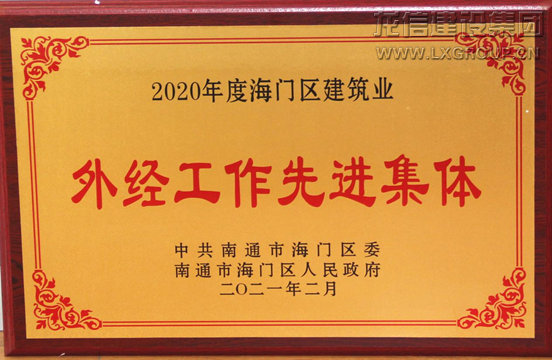 龙信建设集团
WWW.LXGROUP.CN
2020年度海门区建筑业
外经工作先进集体
中共南通市海门区委
南通市海门区人民政府
二〇二一年二月